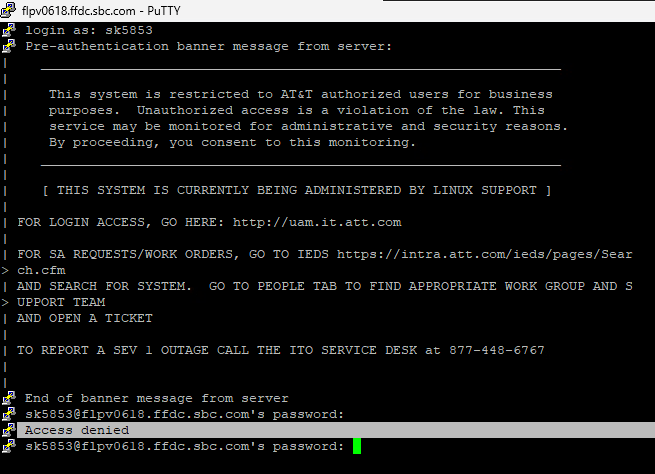 flpv0618.ffdc.sbc.com - PuTTY
login as: sk5853
Pre-authentication banner message from server:
|    _________________________________________________________________
|
|     This system is restricted to AT&T authorized users for business
|     purposes.  Unauthorized access is a violation of the law. This
|     service may be monitored for administrative and security reasons.
|     By proceeding, you consent to this monitoring.
|    _________________________________________________________________
|
|    [ THIS SYSTEM IS CURRENTLY BEING ADMINISTERED BY LINUX SUPPORT ]
|
| FOR LOGIN ACCESS, GO HERE: http://uam.it.att.com
|
| FOR SA REQUESTS/WORK ORDERS, GO TO IEDS https://intra.att.com/ieds/pages/Sear
> ch.cfm
| AND SEARCH FOR SYSTEM.  GO TO PEOPLE TAB TO FIND APPROPRIATE WORK GROUP AND S
> UPPORT TEAM
| AND OPEN A TICKET
|
| TO REPORT A SEV 1 OUTAGE CALL THE ITO SERVICE DESK at 877-448-6767
|
|
End of banner message from server
sk5853@flpv0618.ffdc.sbc.com's password:
Access denied
sk5853@flpv0618.ffdc.sbc.com's password: